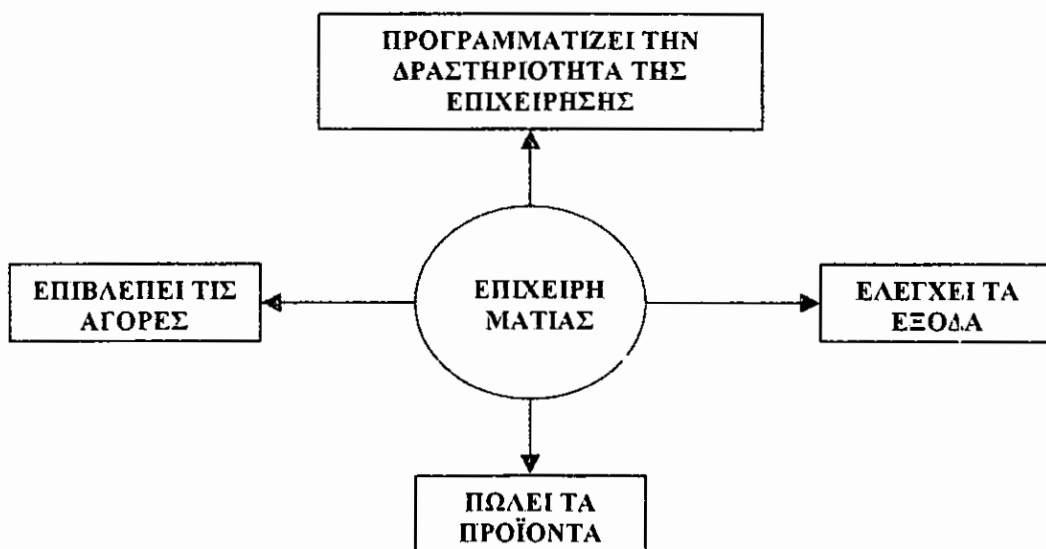 ΠΡΟΓΡΑΜΜΑΤΙΖΕΙ ΤΗΝ
ΔΡΑΣΤΗΡΙΟΤΗΤΑ ΤΗΣ
ΕΠΙΧΕΙΡΗΣΗΣ
ΕΠΙΒΛΕΠΕΙ ΤΙΣ
ΑΓΟΡΕΣ
ΕΠΙΧΕΙΡΗ
ΜΑΤΙΑΣ
ΕΛΕΓΧΕΙ ΤΑ
ΕΞΟΔΑ
ΠΩΛΕΙ ΤΑ
ΠΡΟΪΟΝΤΑ